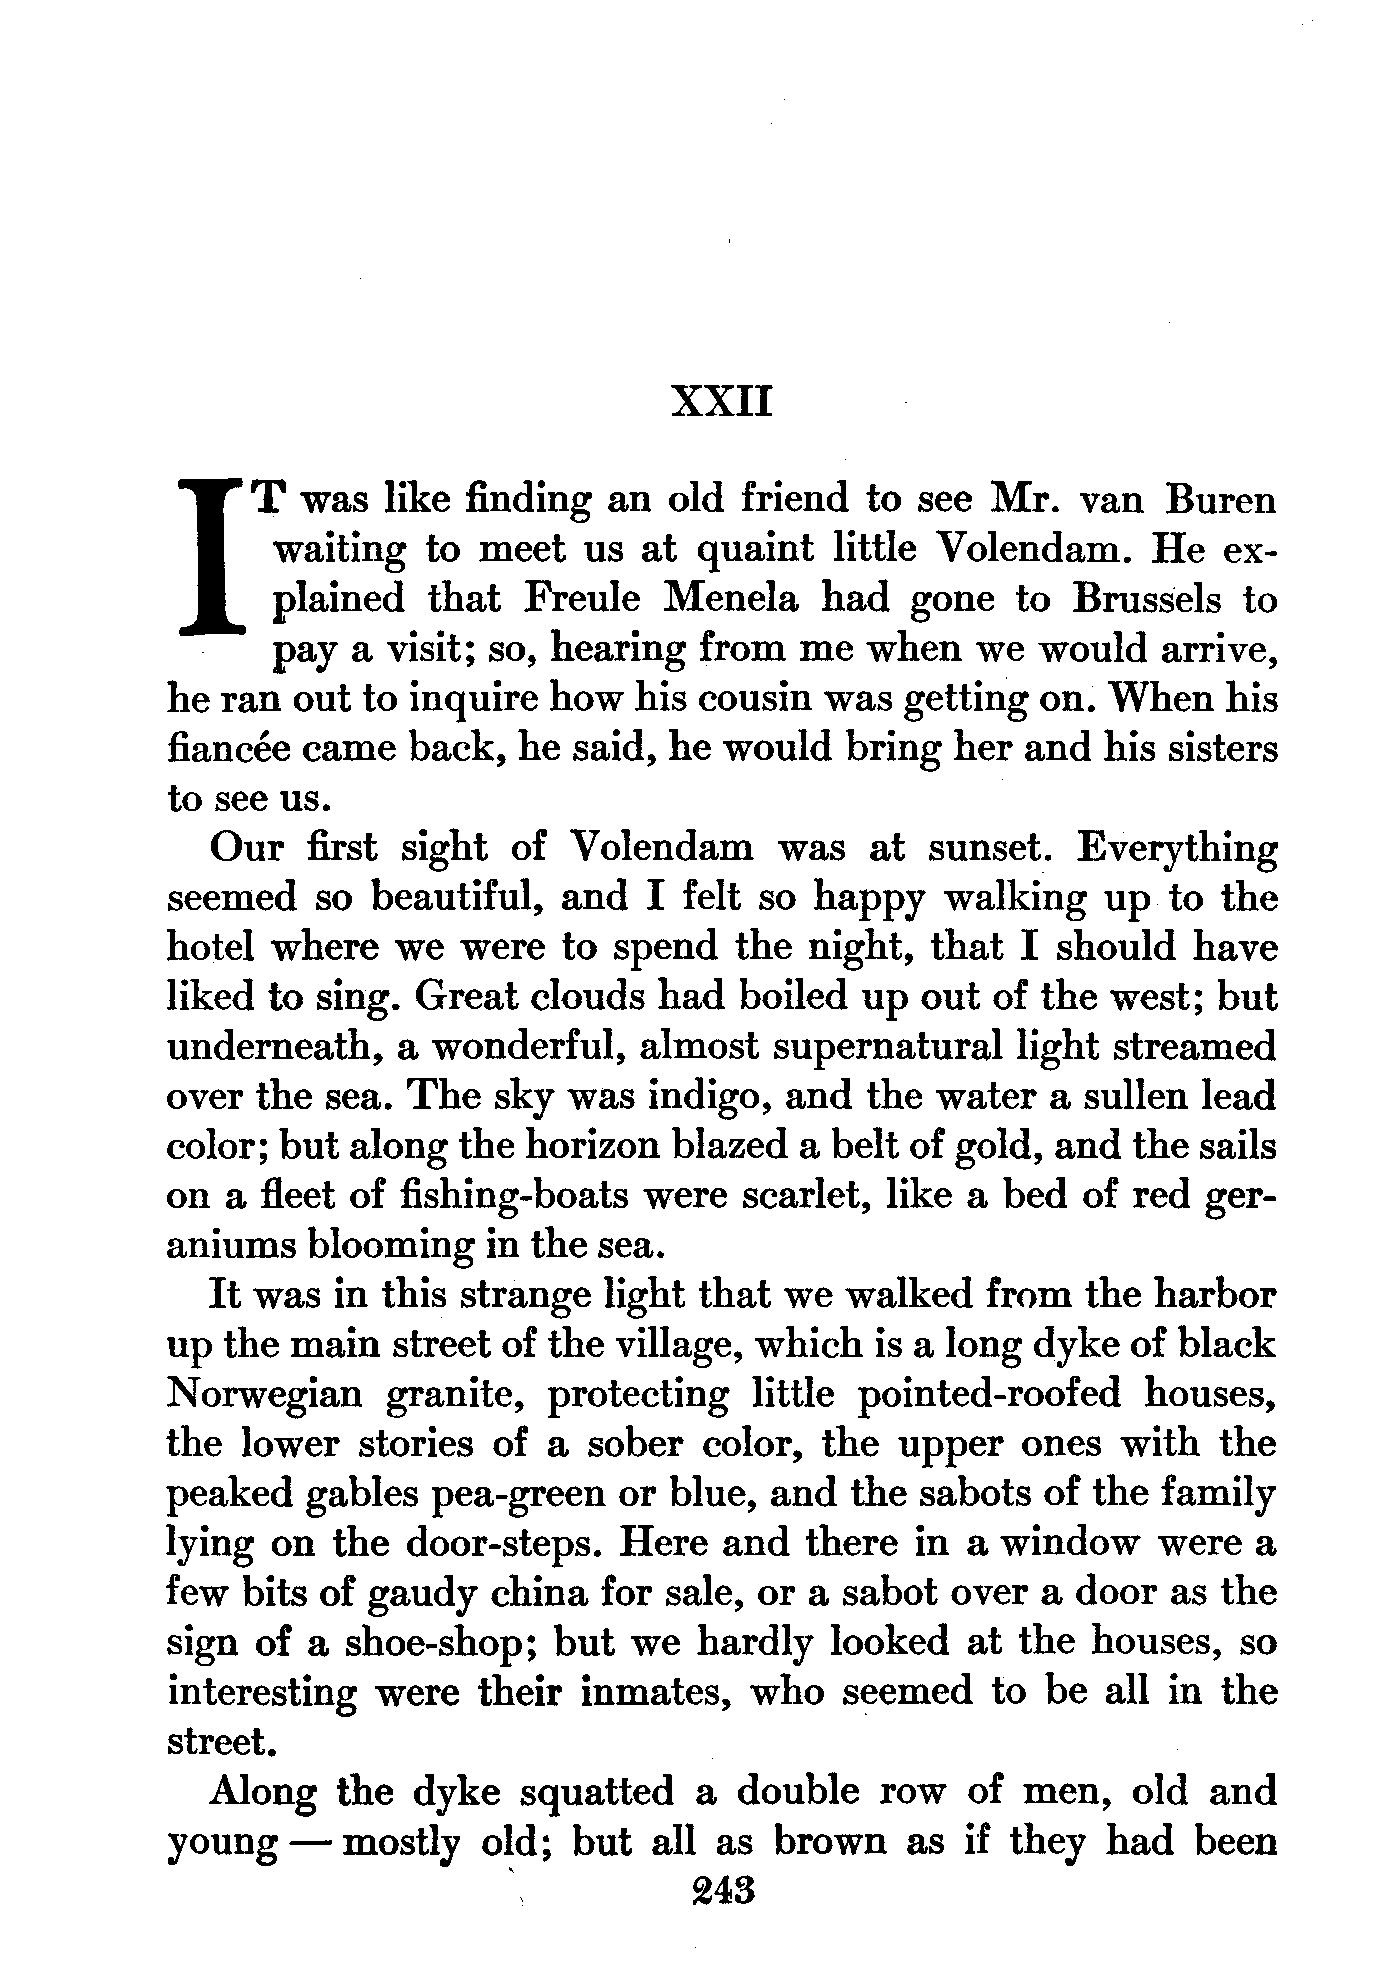 XXII
IT was like finding an old friend to see Mr. van Buren
waiting to meet us at quaint little Volendam. He ex-
plained that Freule Menela had gone to Brussels to
pay a visit; so, hearing from me when we would arrive,
he ran out to inquire how his cousin was getting on. When his
fiancée came back, he said, he would bring her and his sisters
to see us.
Our first sight of Volendam was at sunset. Everything
seemed so beautiful, and I felt so happy walking up to the
hotel where we were to spend the night, that I should have
liked to sing. Great clouds had boiled up out of the west; but
underneath, a wonderful, almost supernatural light streamed
over the sea. The sky was indigo, and the water a sullen lead
color; but along the horizon blazed a belt of gold, and the sails
on a fleet of fishing-boats were scarlet, like a bed of red ger-
aniums blooming in the sea.
It was in this strange light that we walked from the harbor
up the main street of the village, which is a long dyke of black
Norwegian granite, protecting little pointed-roofed houses,
the lower stories of a sober color, the upper ones with the
peaked gables pea-green or blue, and the sabots of the family
lying on the door-steps. Here and there in a window were a
few bits of gaudy china for sale, or a sabot over a door as the
sign of a shoe-shop; but we hardly looked at the houses, so
interesting were their inmates, who seemed to be all in the
street.
Along the dyke squatted a double row of men, old and
young — mostly old; but all as brown as if they had been
243